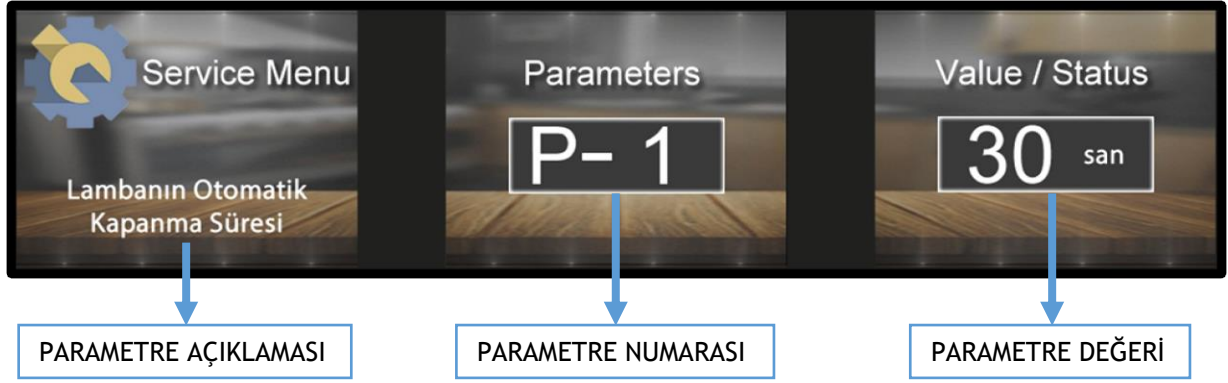 Service Menu
Parameters
Value / Status
P- 1
30 san
Lambanın Otomatik
Kapanma Süresi
PARAMETRE AÇIKLAMASI
PARAMETRE NUMARASI
PARAMETRE DEĞERİ